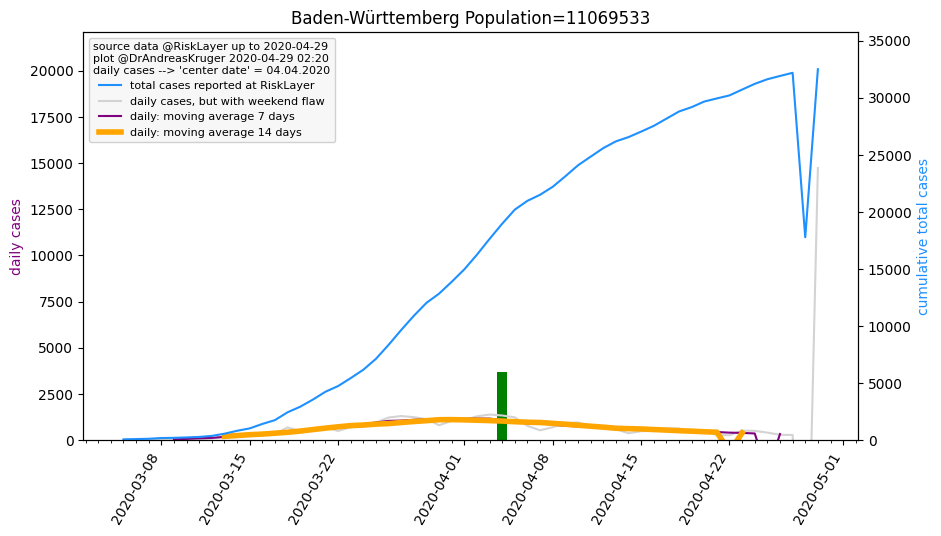 Baden-Württemberg Population=11069533
source data @RiskLayer up to 2020-04-29
plot @DrAndreasKruger 2020-04-29 02:20
daily cases --> 'center date' = 04.04.2020
total cases reported at RiskLayer
daily cases, but with weekend flaw
daily: moving average 7 days
daily: moving average 14 days
daily cases
20000
17500
15000
12500
10000
7500
5000
2500
0
35000
30000
25000
20000
15000
10000
5000
0
cumulative total cases
2020-03-08
2020-03-15
2020-03-22
2020-04-01
2020-04-08
2020-04-15
2020-04-22
2020-05-01